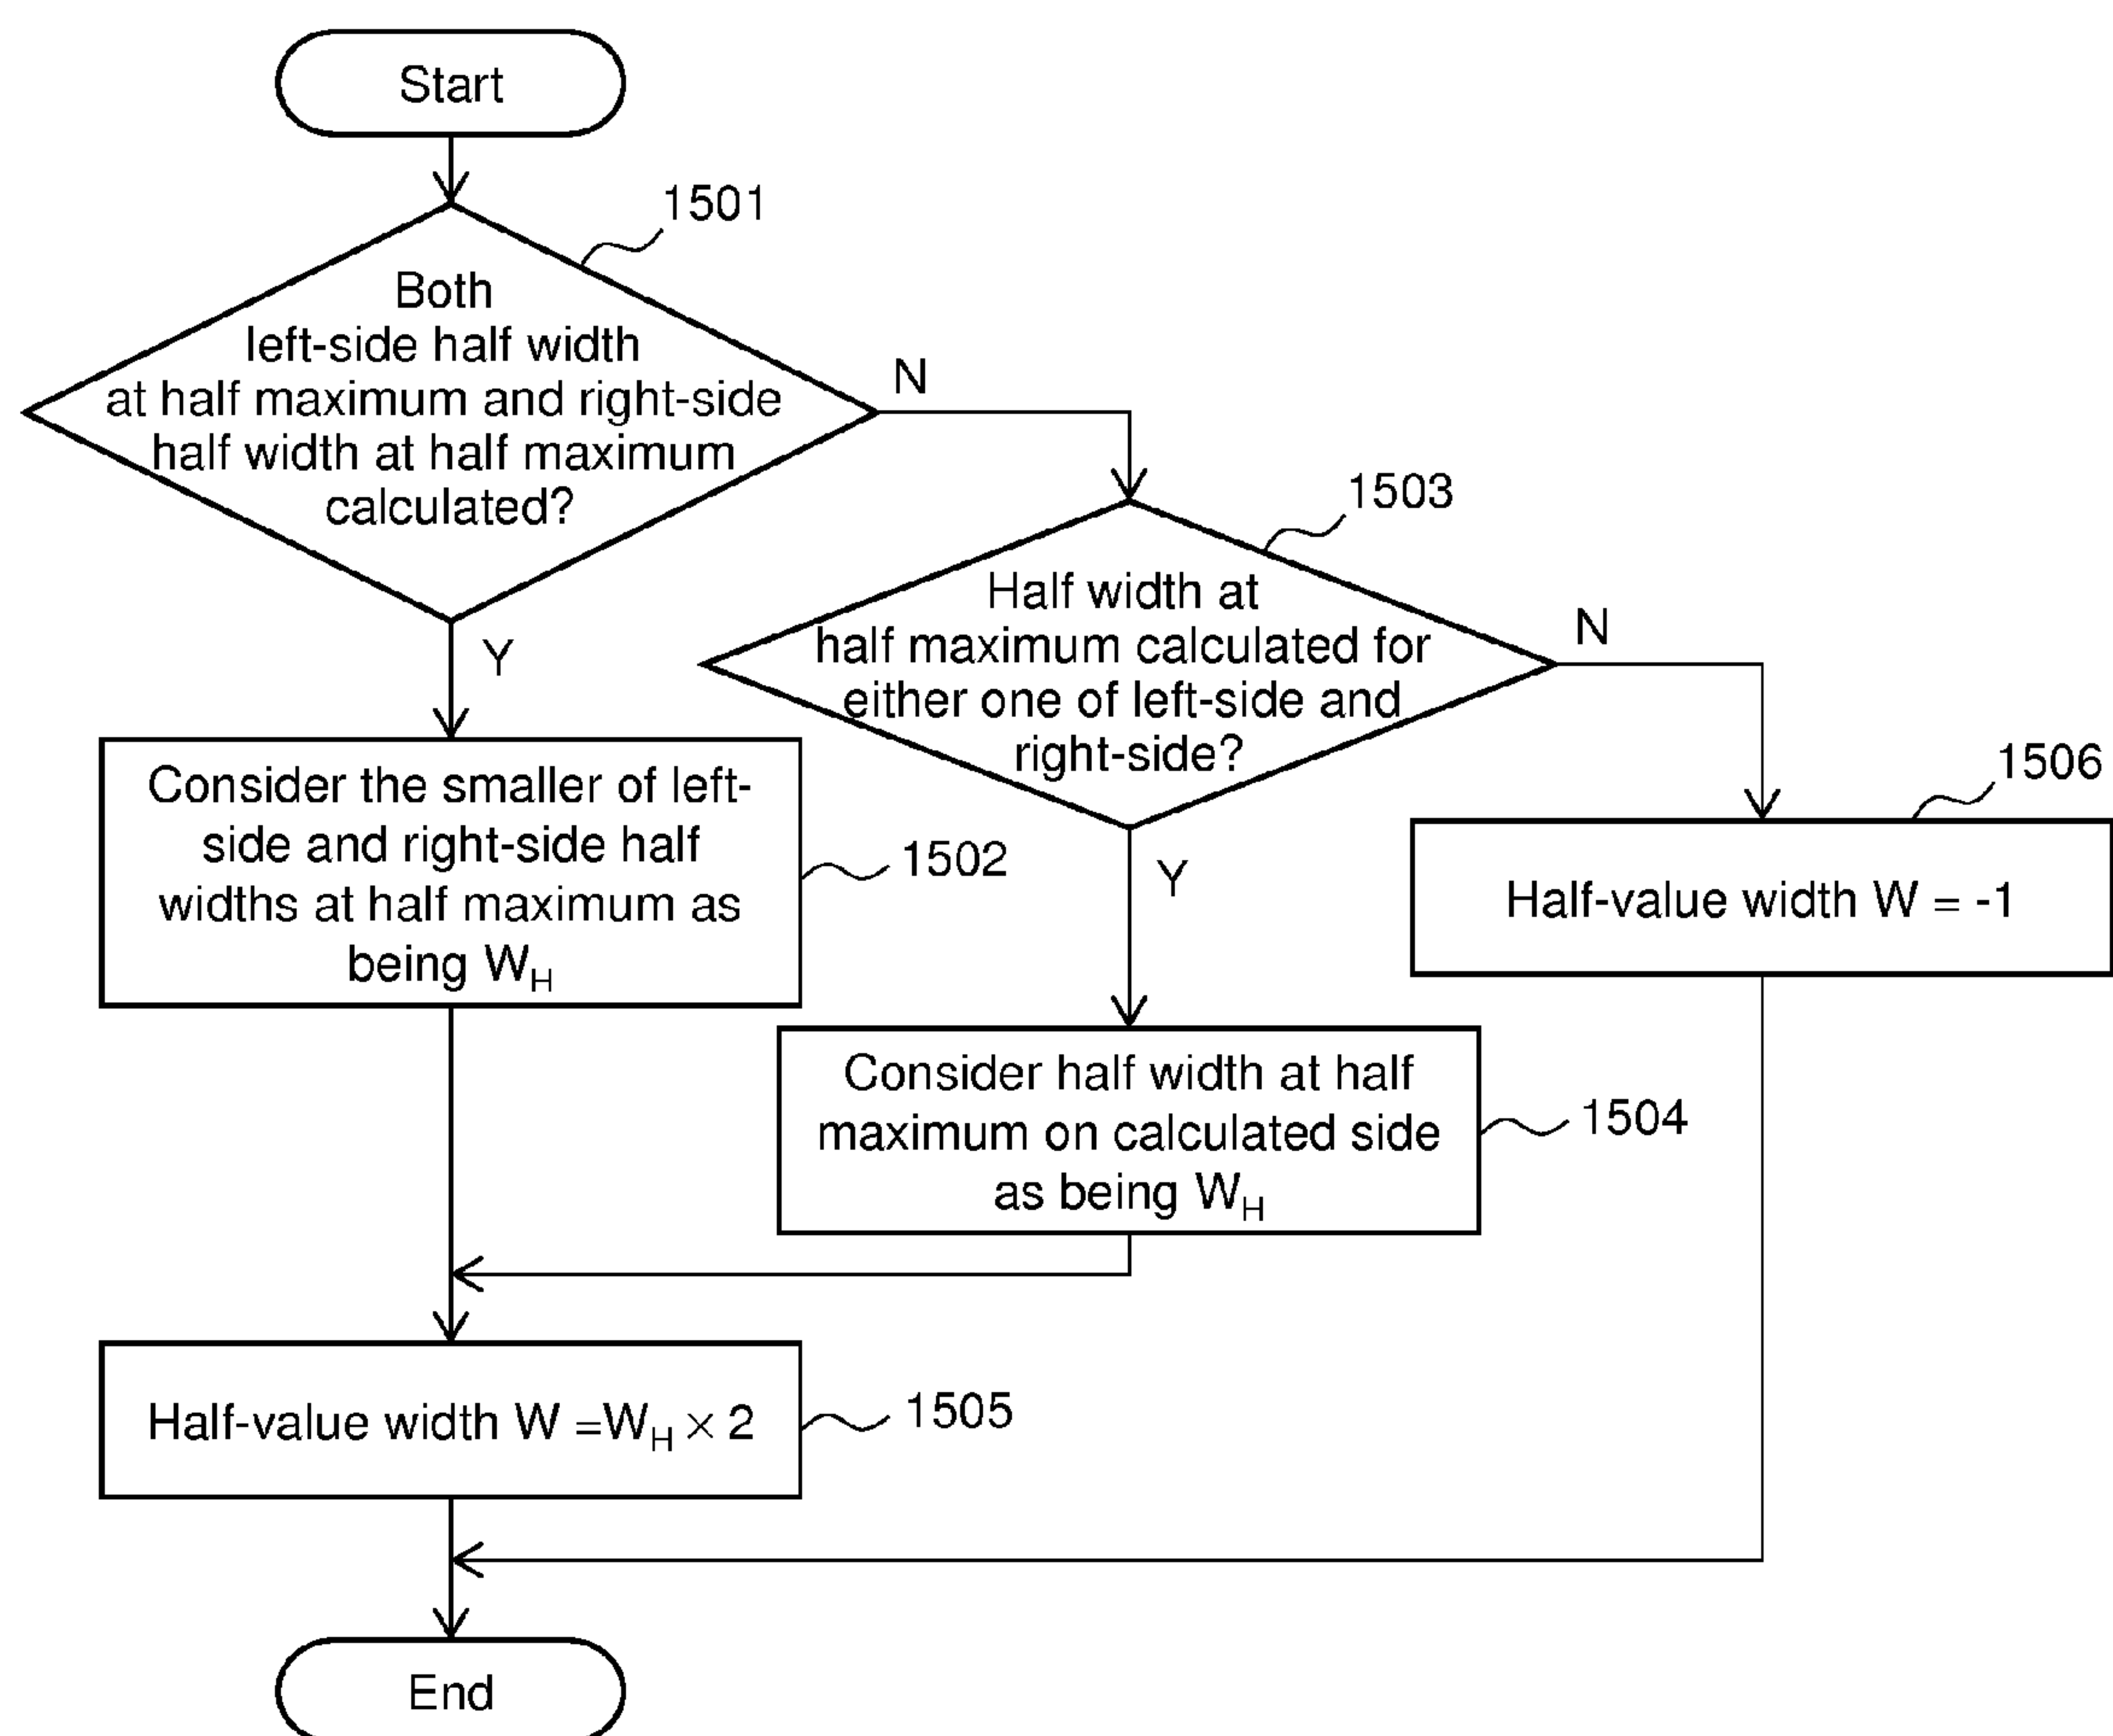 Start
1501
Both
left-side half width
at half maximum and right-side
half width at half maximum
calculated?
N
Y
1503
Half width at
half maximum calculated for
either one of left-side and
right-side?
N
Y
Consider the smaller of left-
side and right-side half
widths at half maximum as
being W_H
1502
1506
Half-value width W = -1
Consider half width at half
maximum on calculated side
as being W_H
1504
Half-value width W =W_H × 2
1505
End